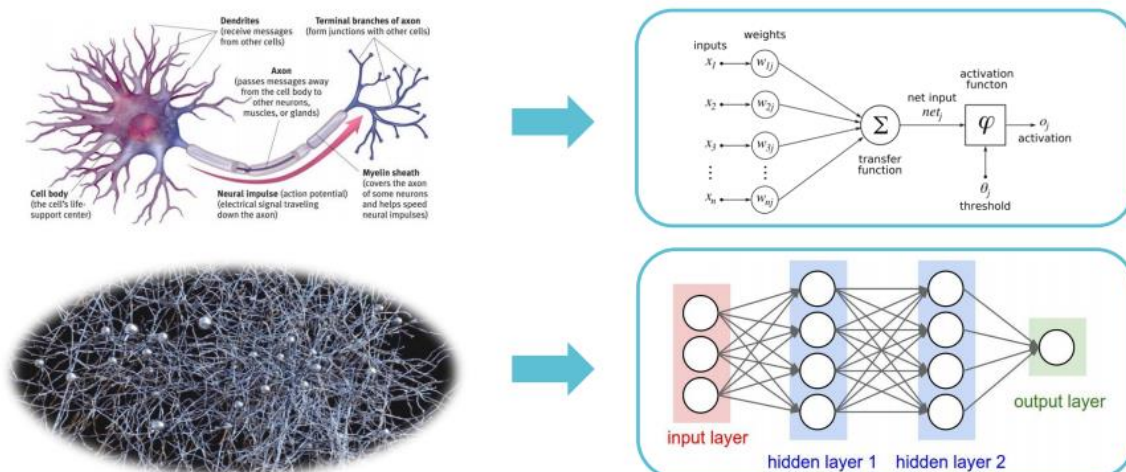 Dendrites
(receive messages
from other cells)
Terminal branches of axon
(form junctions with other cells)
Axon
(passes messages away
from the cell body to
other neurons,
muscles, or glands)
Cell body
(the cell's life-
support center)
Neural impulse (action potential)
(electrical signal traveling
down the axon)
Myelin sheath
(covers the axon
of some neurons
and helps speed
neural impulses)
inputs
weights
x1
w1j
x2
w2j
x3
w3j
⋮ ⋮
xn
wnj
Σ
transfer
function
net input
netj
activation
functon
φ
oj
activation
θj
threshold
input layer
hidden layer 1
hidden layer 2
output layer